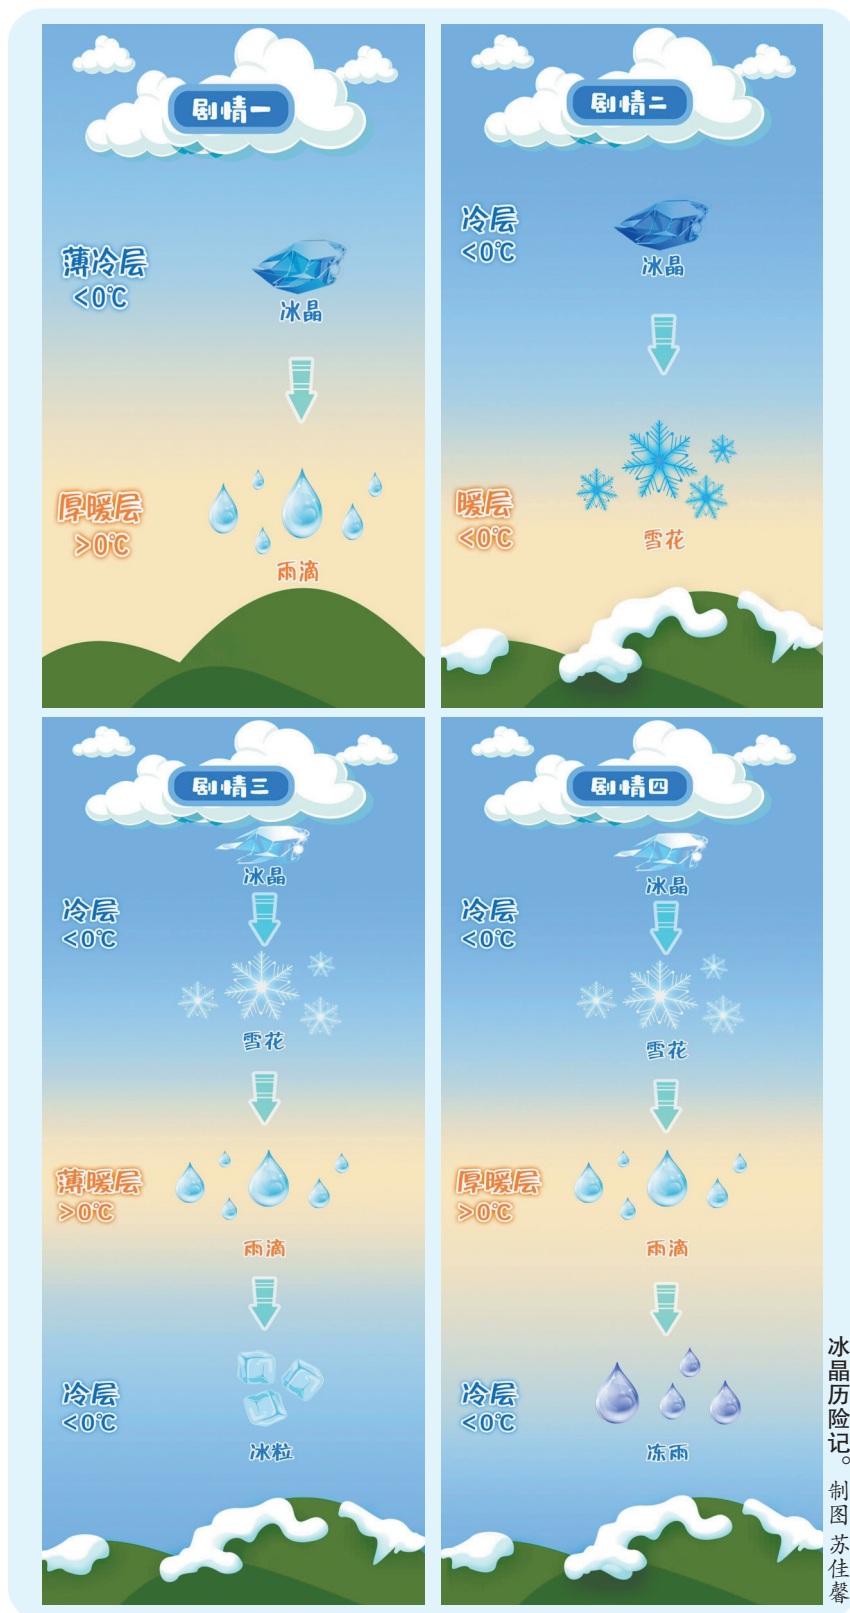 剧情一
薄冷层
<0℃
冰晶
厚暖层
>0℃
雨滴
剧情二
冷层
<0℃
冰晶
暖层
<0℃
雪花
剧情三
冰晶
冷层
<0℃
雪花
薄暖层
>0℃
雨滴
冷层
<0℃
冰粒
剧情四
冰晶
冷层
<0℃
雪花
厚暖层
>0℃
雨滴
冷层
<0℃
冻雨
冰晶历险记。 制图 苏佳馨